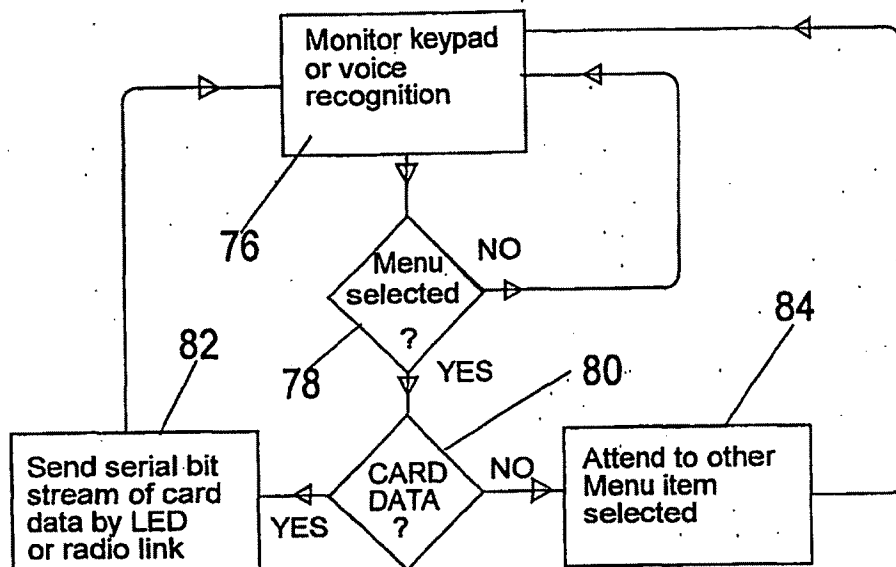 Monitor keypad
or voice
recognition
76
Menu
selected
?
NO
78
YES
80
82
84
CARD
DATA
?
YES
NO
Send serial bit
stream of card
data by LED
or radio link
Attend to other
Menu item
selected